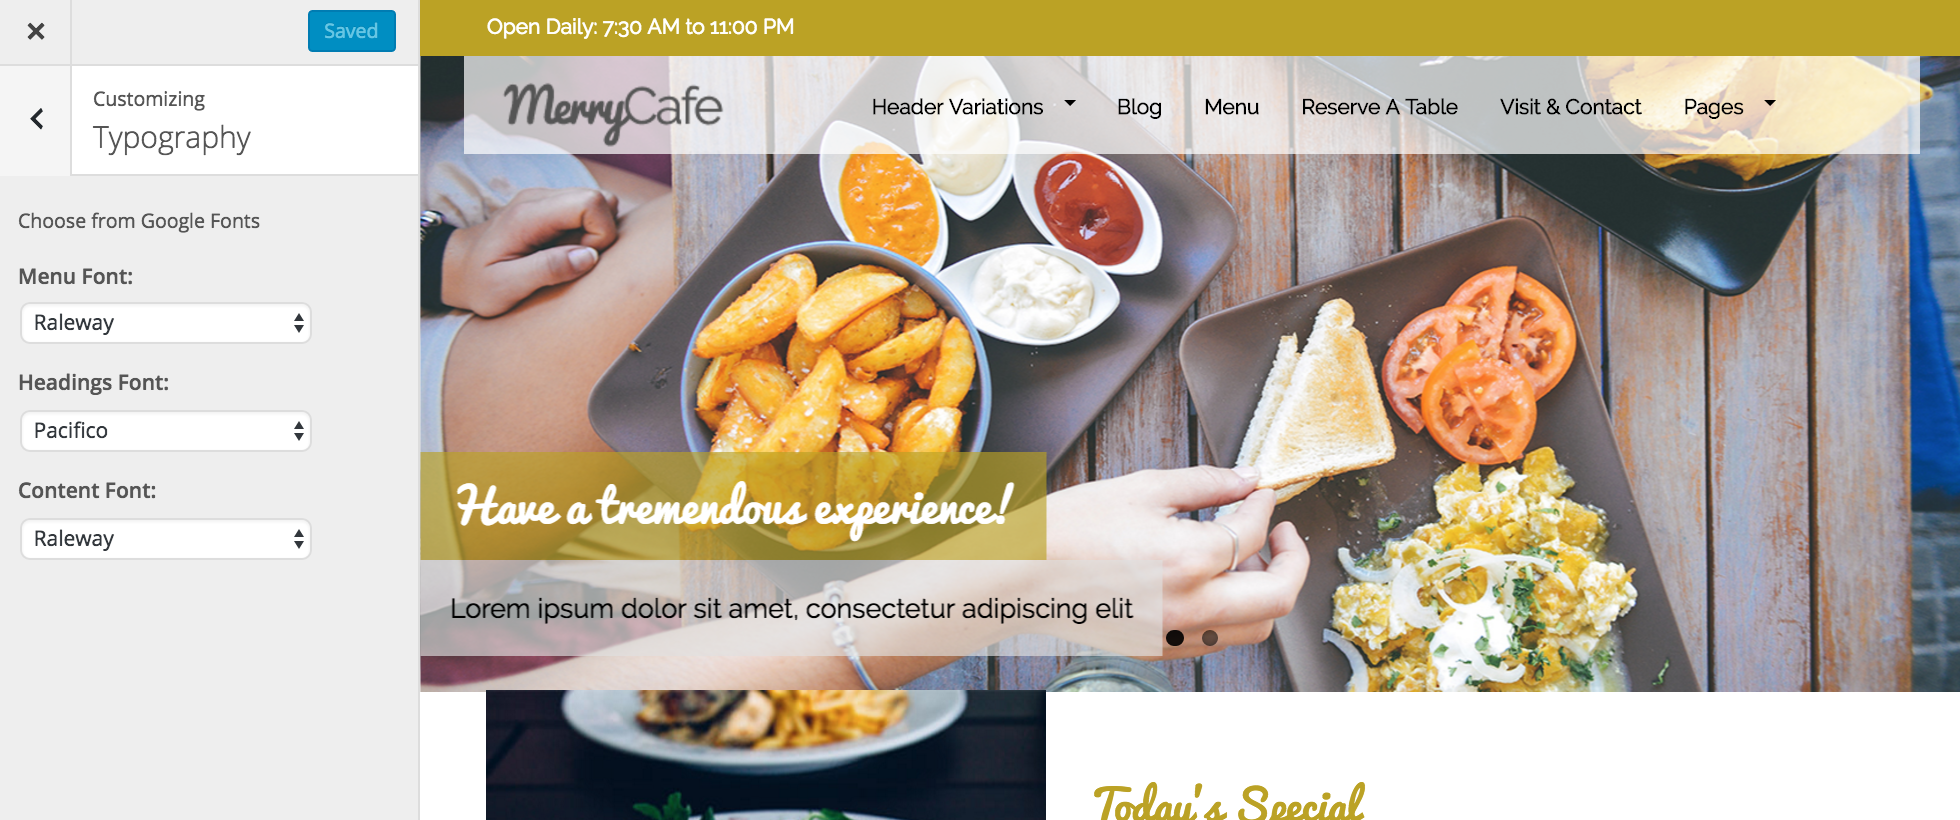 Saved
Customizing
Typography
Choose from Google Fonts
Menu Font:
Raleway
Headings Font:
Pacifico
Content Font:
Raleway
Open Daily: 7:30 AM to 11:00 PM
MerryCafe
Header Variations Blog Menu Reserve A Table Visit & Contact Pages
Have a tremendous experience!
Lorem ipsum dolor sit amet, consectetur adipiscing elit
Today's Special